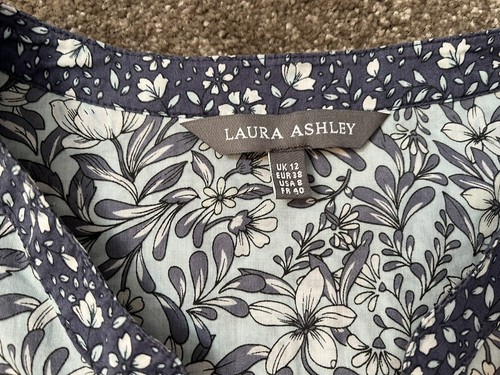 LAURA ASHLEY
UK 12
EUR 38
USA 8
FR 40